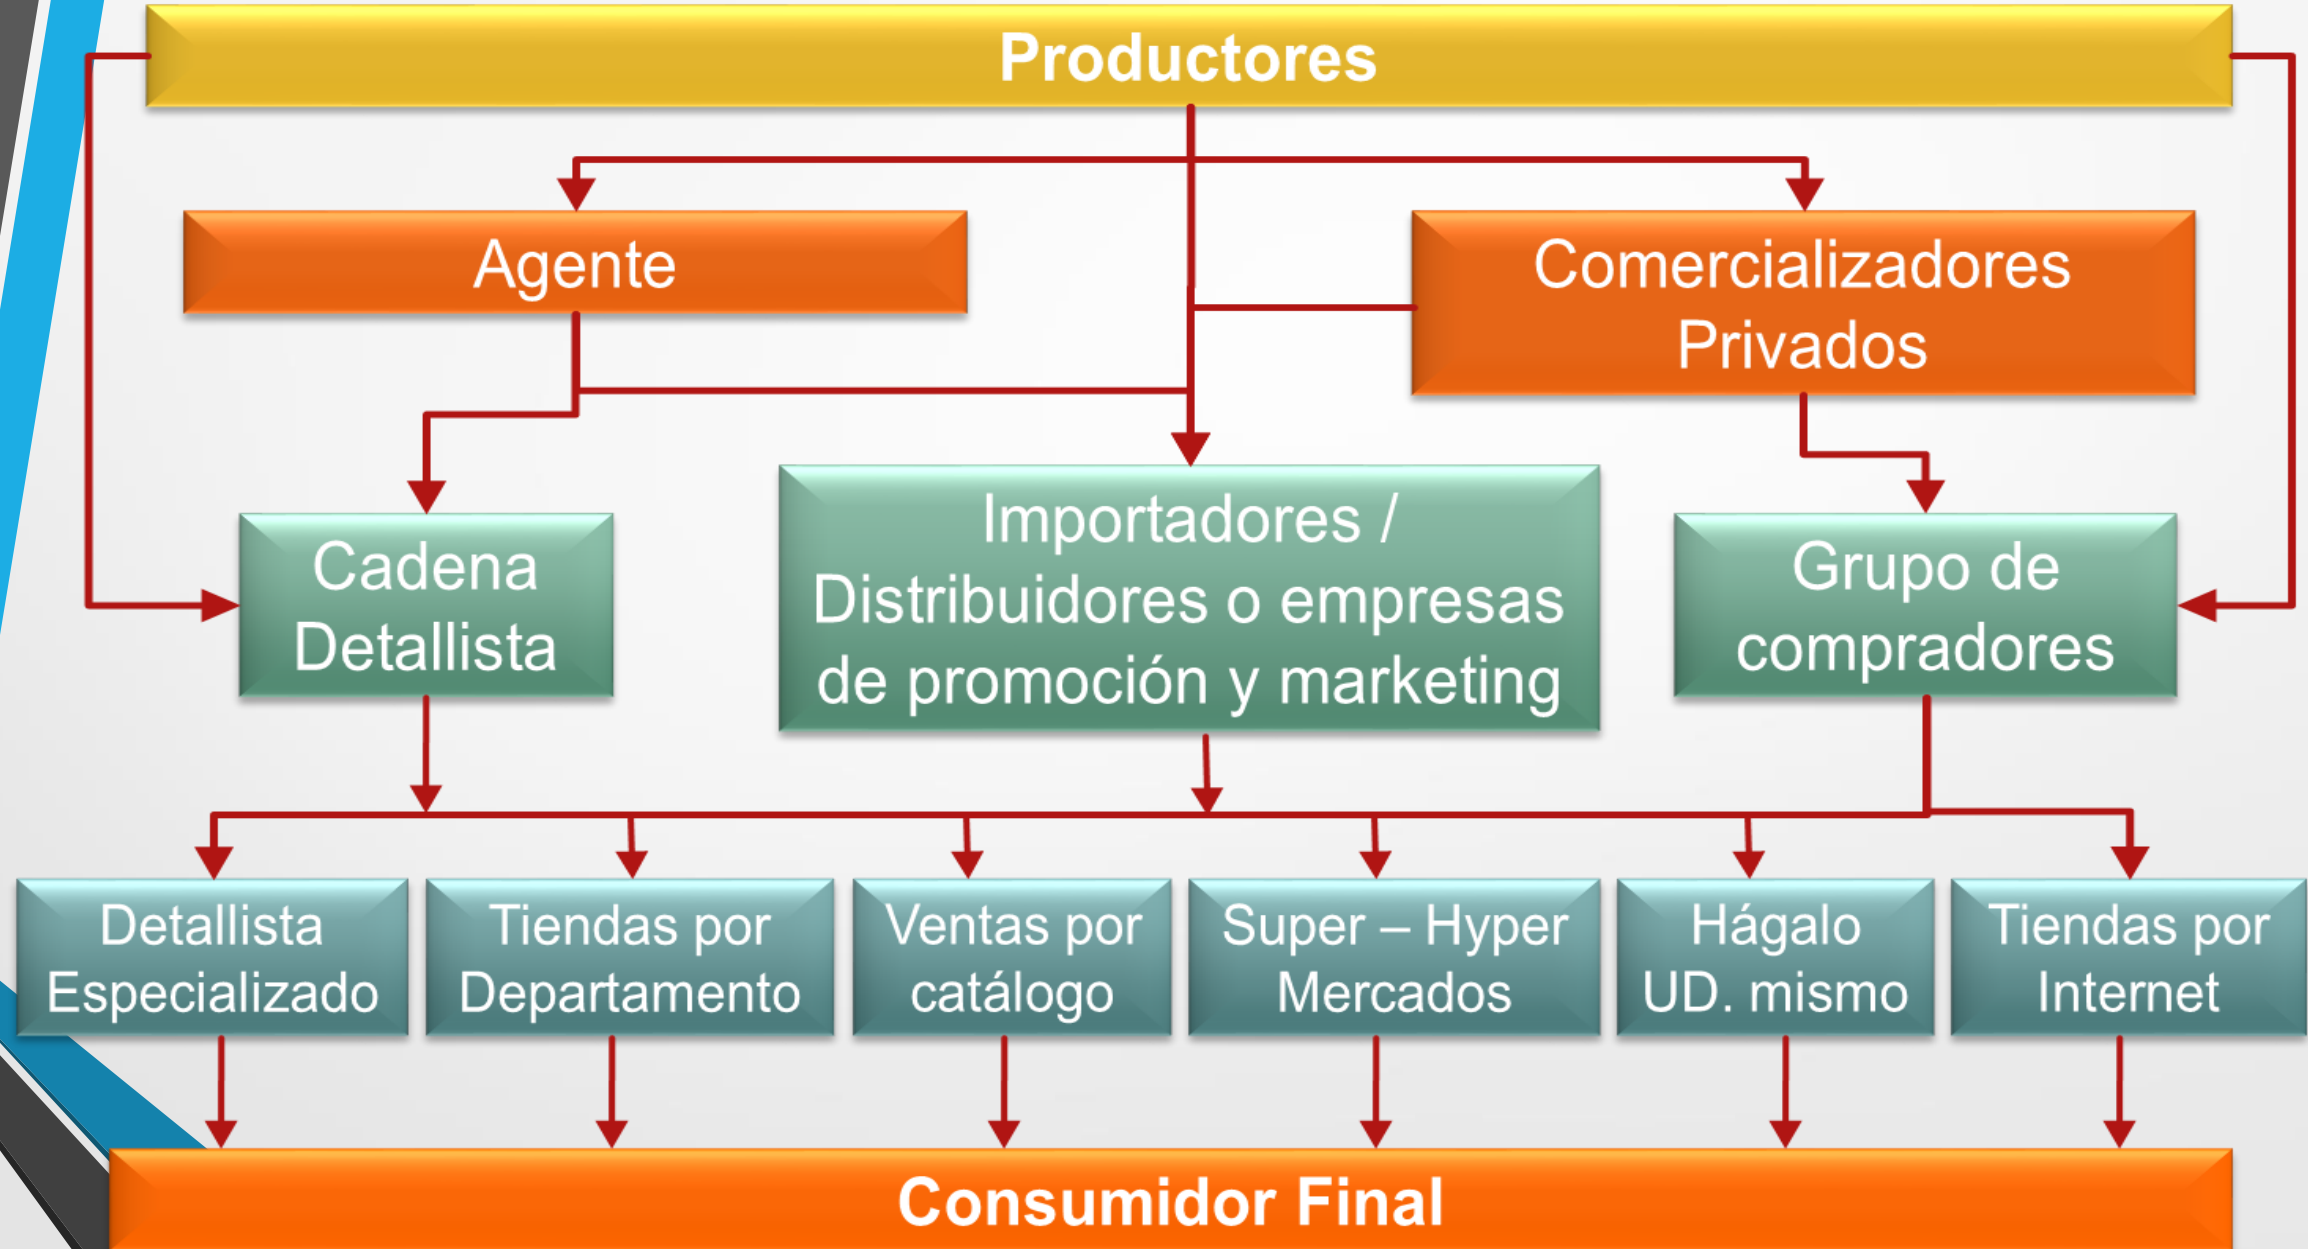 Productores
Agente
Comercializadores
Privados
Cadena
Detallista
Importadores /
Distribuidores o empresas
de promoción y marketing
Grupo de
compradores
Detallista
Especializado
Tiendas por
Departamento
Ventas por
catálogo
Super – Hyper
Mercados
Hágalo
UD. mismo
Tiendas por
Internet
Consumidor Final